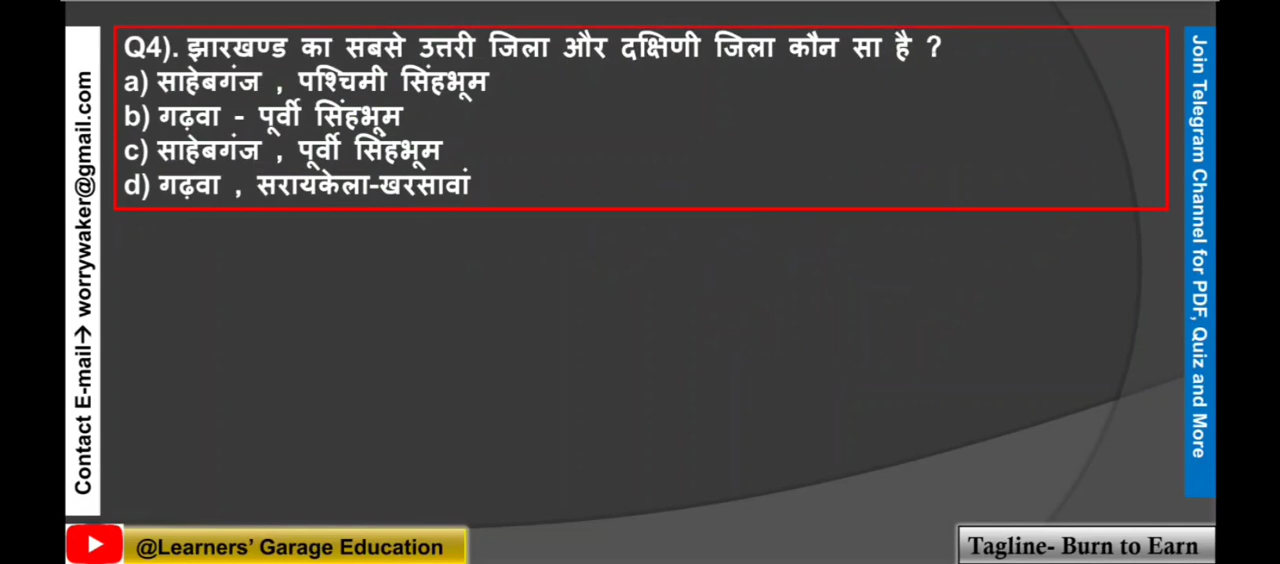 Q4). झारखण्ड का सबसे उत्तरी जिला और दक्षिणी जिला कौन सा है ?
a) साहेबगंज , पश्चिमी सिंहभूम
b) गढ़वा - पूर्वी सिंहभूम
c) साहेबगंज , पूर्वी सिंहभूम
d) गढ़वा , सरायकेला-खरसावां
Contact E-mail→ worrywaker@gmail.com
Join Telegram Channel for PDF, Quiz and More
@Learners’ Garage Education
Tagline- Burn to Earn